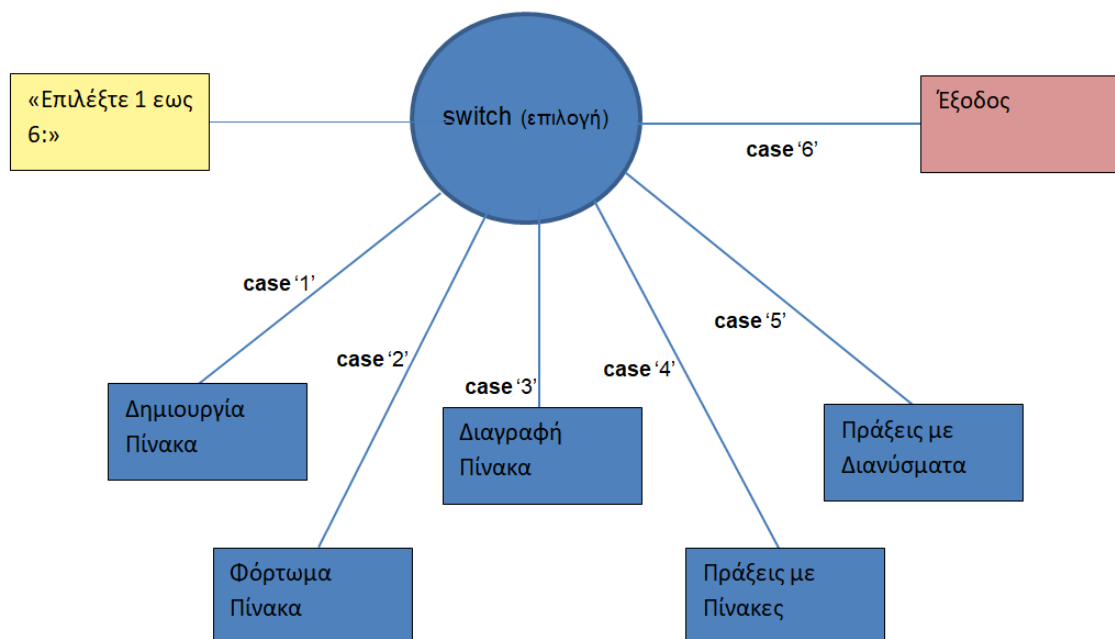 «Επιλέξτε 1 εως
6:»
switch (επιλογή)
Έξοδος
case ‘6’
case ‘1’
case ‘2’
case ‘3’
case ‘4’
case ‘5’
Δημιουργία
Πίνακα
Διαγραφή
Πίνακα
Πράξεις με
Διανύσματα
Φόρτωμα
Πίνακα
Πράξεις με
Πίνακες